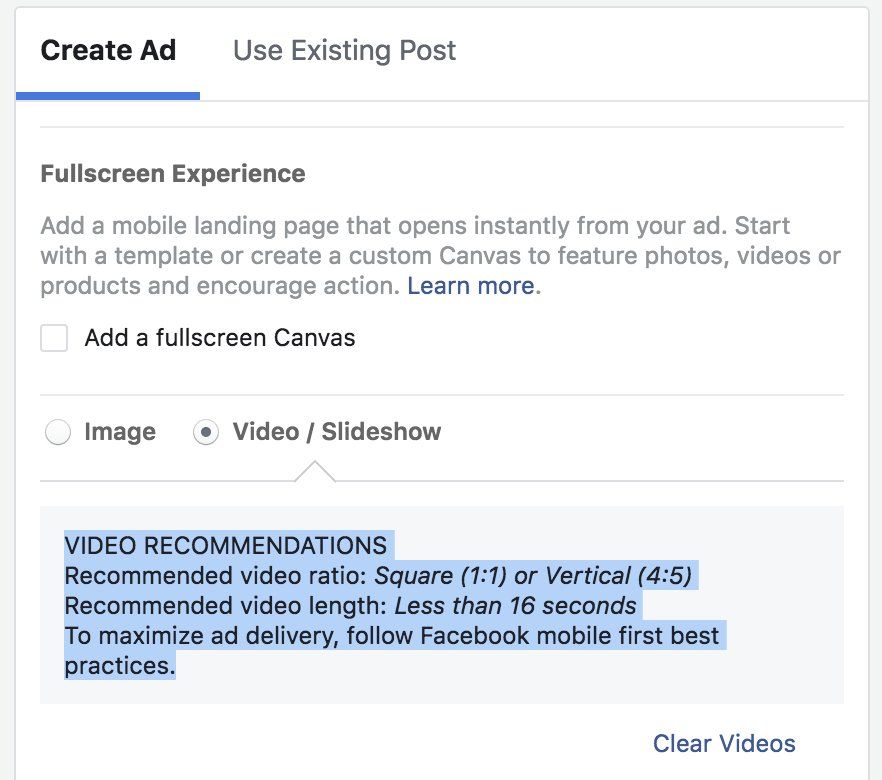 Create Ad Use Existing Post
Fullscreen Experience
Add a mobile landing page that opens instantly from your ad. Start
with a template or create a custom Canvas to feature photos, videos or
products and encourage action. Learn more.
Add a fullscreen Canvas
Image Video / Slideshow
VIDEO RECOMMENDATIONS
Recommended video ratio: Square (1:1) or Vertical (4:5)
Recommended video length: Less than 16 seconds
To maximize ad delivery, follow Facebook mobile first best
practices.
Clear Videos